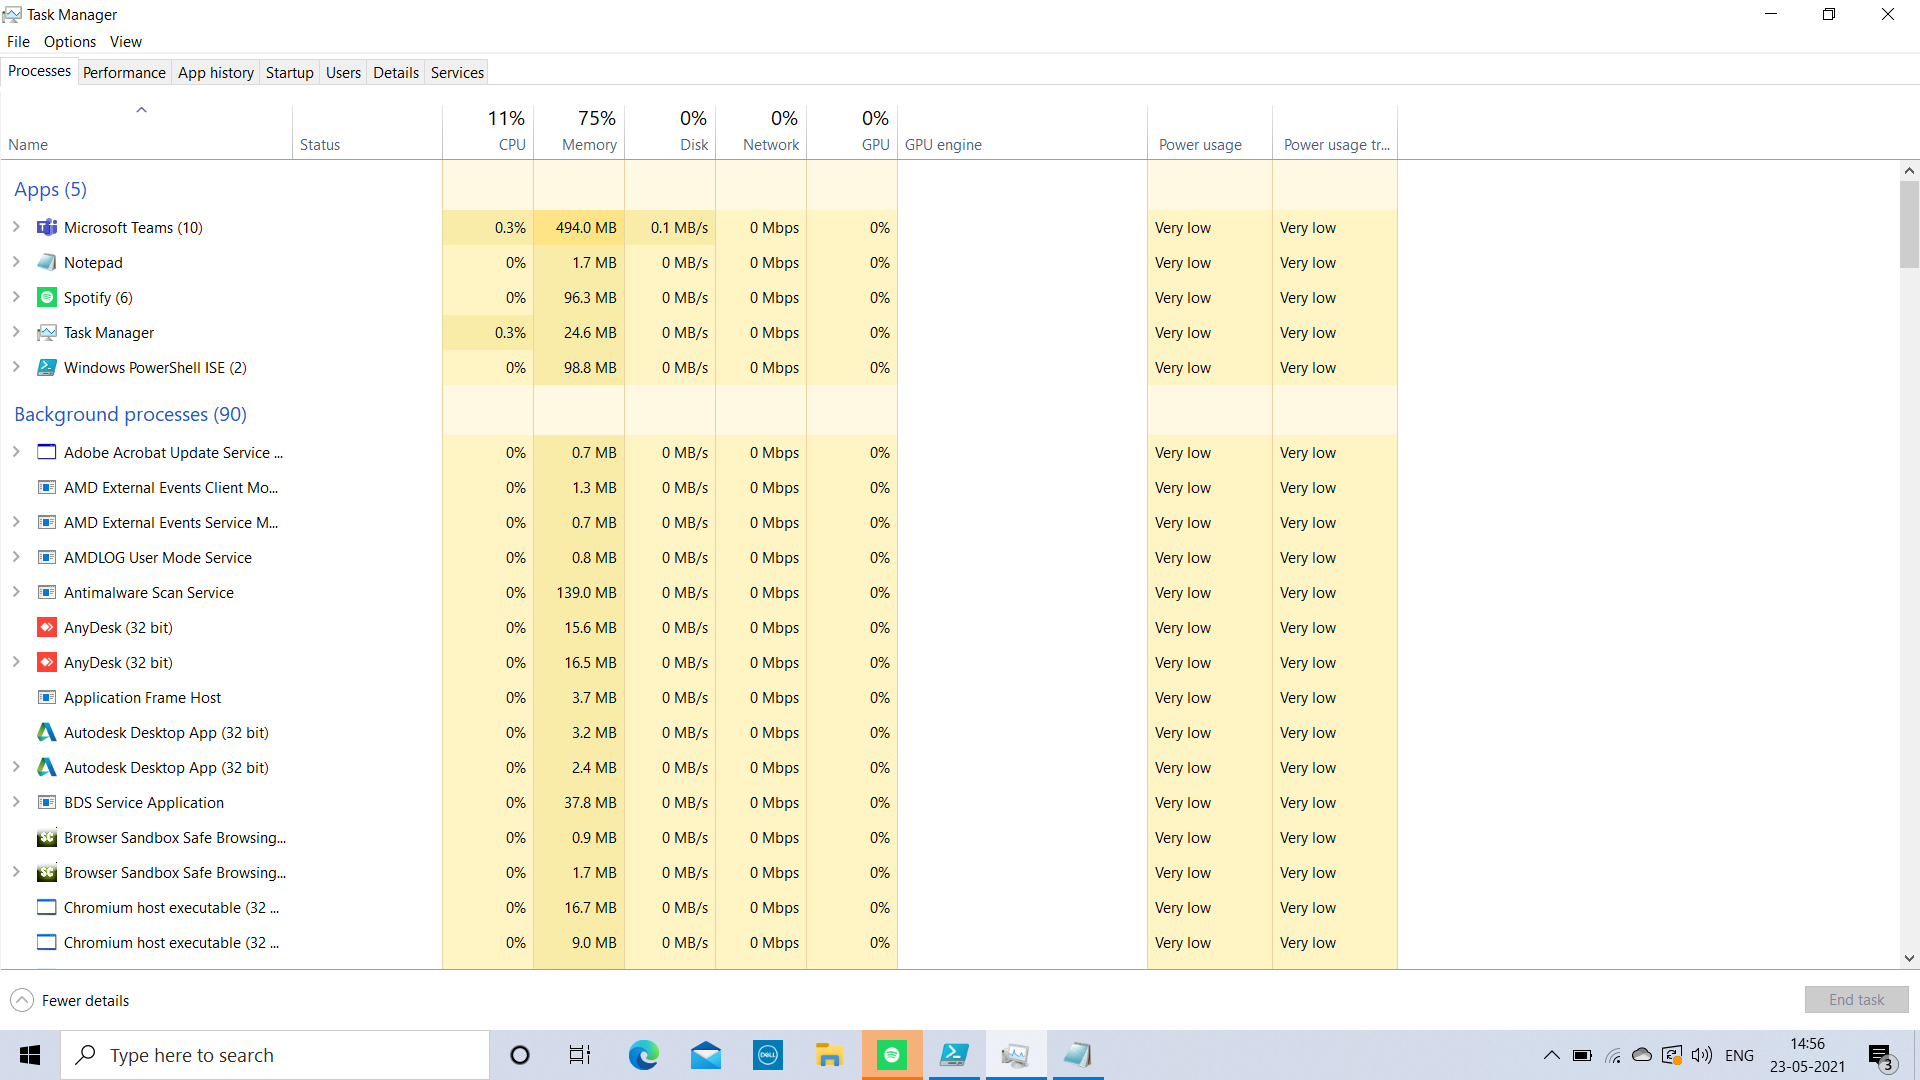 Task Manager
File Options View
Processes Performance App history Startup Users Details Services
11% 75% 0% 0% 0%
Name Status CPU Memory Disk Network GPU GPU engine Power usage Power usage tr...
Apps (5)
Microsoft Teams (10) 0.3% 494.0 MB 0.1 MB/s 0 Mbps 0% Very low Very low
Notepad 0% 1.7 MB 0 MB/s 0 Mbps 0% Very low Very low
Spotify (6) 0% 96.3 MB 0 MB/s 0 Mbps 0% Very low Very low
Task Manager 0.3% 24.6 MB 0 MB/s 0 Mbps 0% Very low Very low
Windows PowerShell ISE (2) 0% 98.8 MB 0 MB/s 0 Mbps 0% Very low Very low
Background processes (90)
Adobe Acrobat Update Service ... 0% 0.7 MB 0 MB/s 0 Mbps 0% Very low Very low
AMD External Events Client Mo... 0% 1.3 MB 0 MB/s 0 Mbps 0% Very low Very low
AMD External Events Service M... 0% 0.7 MB 0 MB/s 0 Mbps 0% Very low Very low
AMDLOG User Mode Service 0% 0.8 MB 0 MB/s 0 Mbps 0% Very low Very low
Antimalware Scan Service 0% 139.0 MB 0 MB/s 0 Mbps 0% Very low Very low
AnyDesk (32 bit) 0% 15.6 MB 0 MB/s 0 Mbps 0% Very low Very low
AnyDesk (32 bit) 0% 16.5 MB 0 MB/s 0 Mbps 0% Very low Very low
Application Frame Host 0% 3.7 MB 0 MB/s 0 Mbps 0% Very low Very low
Autodesk Desktop App (32 bit) 0% 3.2 MB 0 MB/s 0 Mbps 0% Very low Very low
Autodesk Desktop App (32 bit) 0% 2.4 MB 0 MB/s 0 Mbps 0% Very low Very low
BDS Service Application 0% 37.8 MB 0 MB/s 0 Mbps 0% Very low Very low
SC Browser Sandbox Safe Browsing... 0% 0.9 MB 0 MB/s 0 Mbps 0% Very low Very low
SC Browser Sandbox Safe Browsing... 0% 1.7 MB 0 MB/s 0 Mbps 0% Very low Very low
Chromium host executable (32 ... 0% 16.7 MB 0 MB/s 0 Mbps 0% Very low Very low
Chromium host executable (32 ... 0% 9.0 MB 0 MB/s 0 Mbps 0% Very low Very low
Fewer details End task
Type here to search DELL ENG 14:56
23-05-2021 3